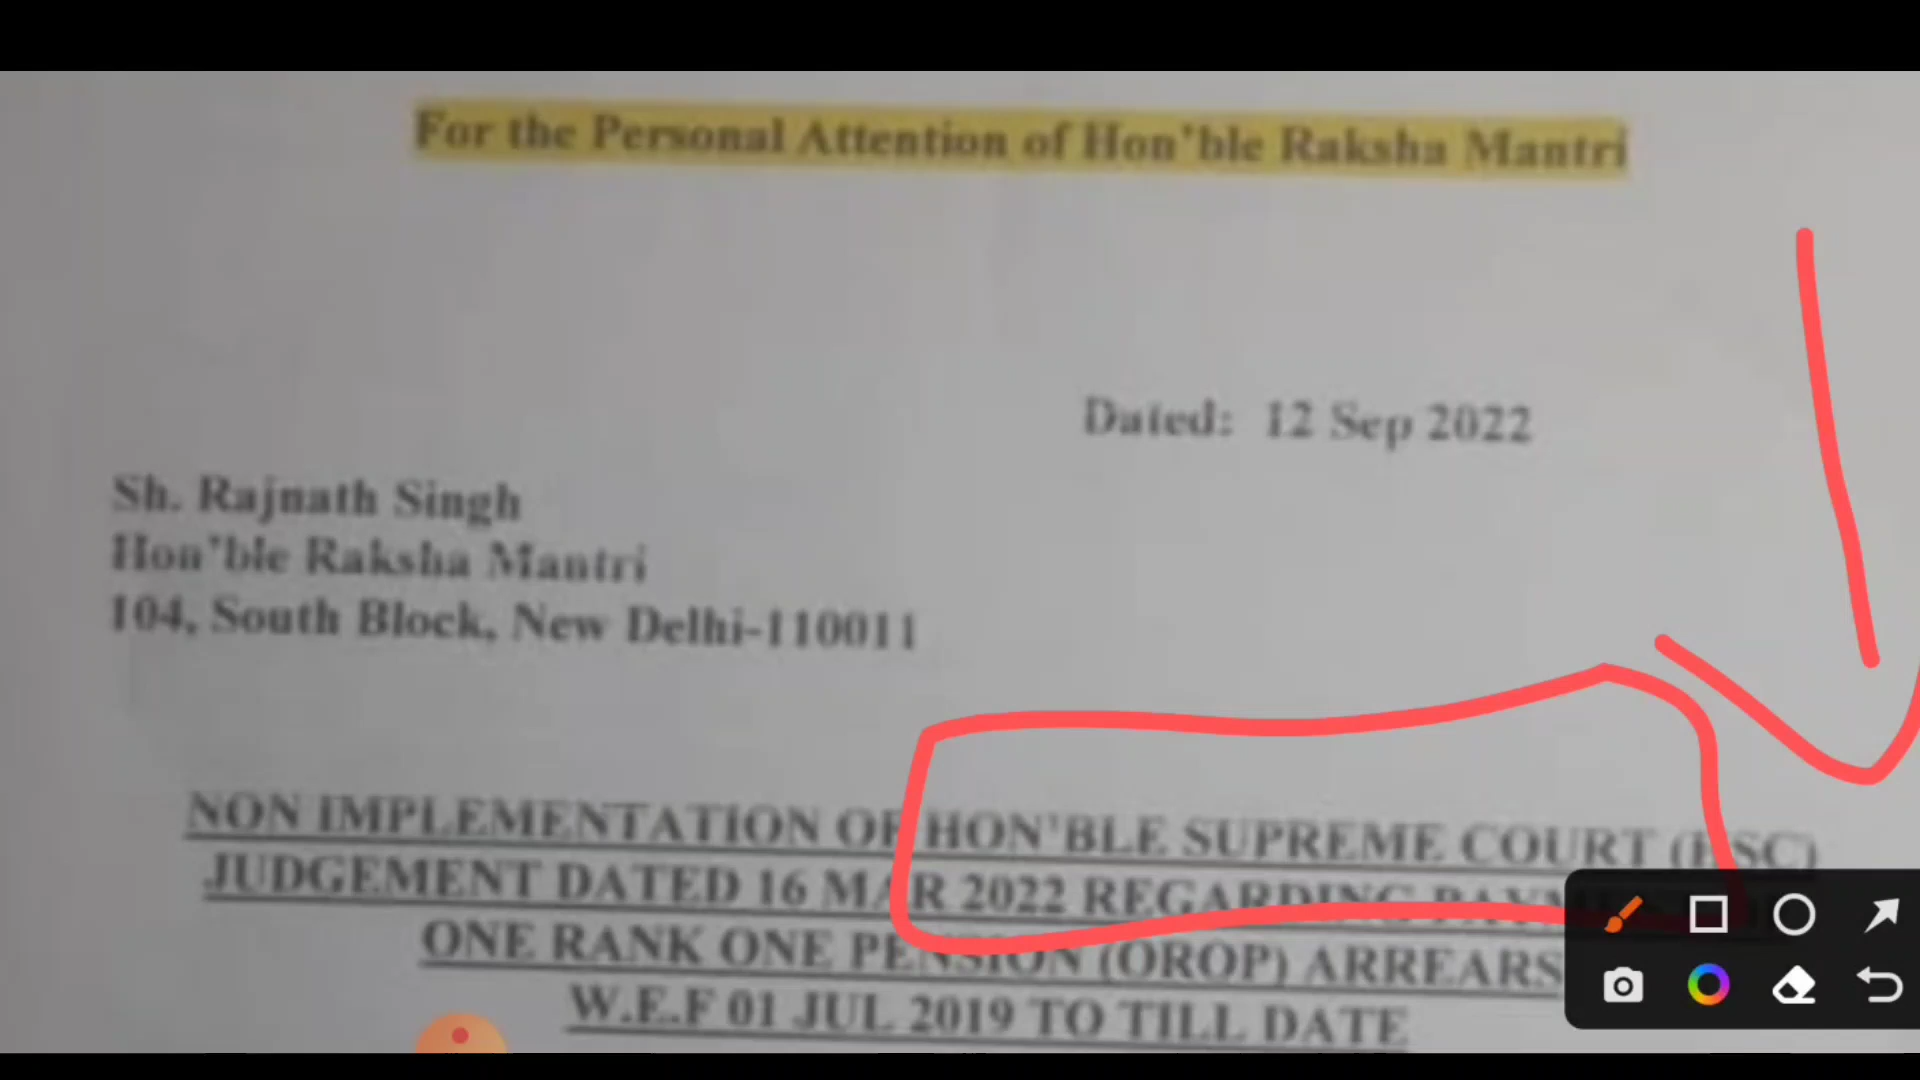 For the Personal Attention of Hon'ble Raksha Mantri
Dated: 12 Sep 2022
Sh. Rajnath Singh
Hon'ble Raksha Mantri
104, South Block, New Delhi-110011
NON IMPLEMENTATION OF HON'BLE SUPREME COURT (HSC)
JUDGEMENT DATED 16 MAR 2022 REGARDING
ONE RANK ONE PENSION (OROP) ARREARS
W.E.F 01 JUL 2019 TO TILL DATE